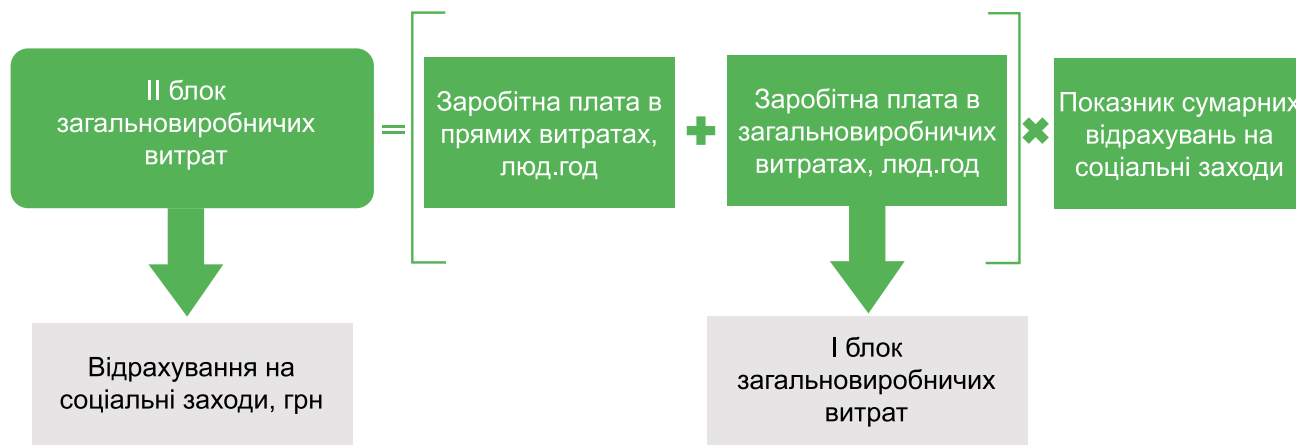 II блок
загальновиробничих
витрат
=
Заробітна плата в
прямих витратах,
люд.год
+
Заробітна плата в
загальновиробничих
витратах, люд.год
×
Показник сумарних
відрахувань на
соціальні заходи
Відрахування на
соціальні заходи, грн
I блок
загальновиробничих
витрат